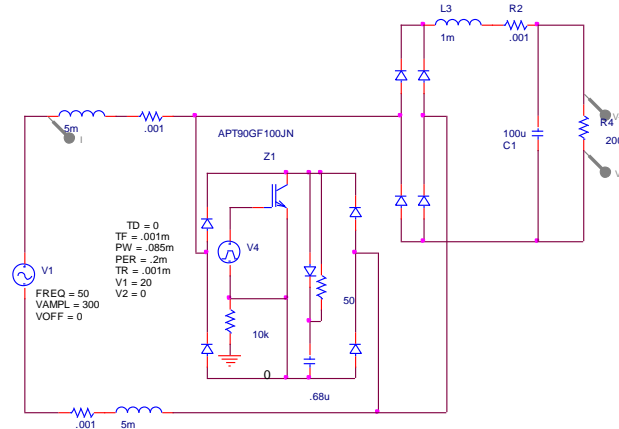 L3
R2
1m
.001
5m
.001
I
APT90GF100JN
Z1
100u
C1
V
R4
200
V
TD = 0
TF = .001m
PW = .085m
PER = .2m
TR = .001m
V1 = 20
V2 = 0
V4
V1
FREQ = 50
VAMPL = 300
VOFF = 0
50
10k
0
.68u
.001
5m